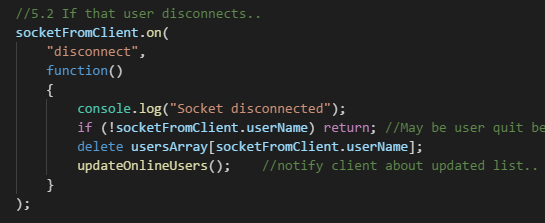 //5.2 If that user disconnects..
socketFromClient.on(
"disconnect",
function()
{
console.log("Socket disconnected");
if (!socketFromClient.userName) return; //May be user quit be
delete usersArray[socketFromClient.userName];
updateOnlineUsers(); //notify client about updated list..
}
);